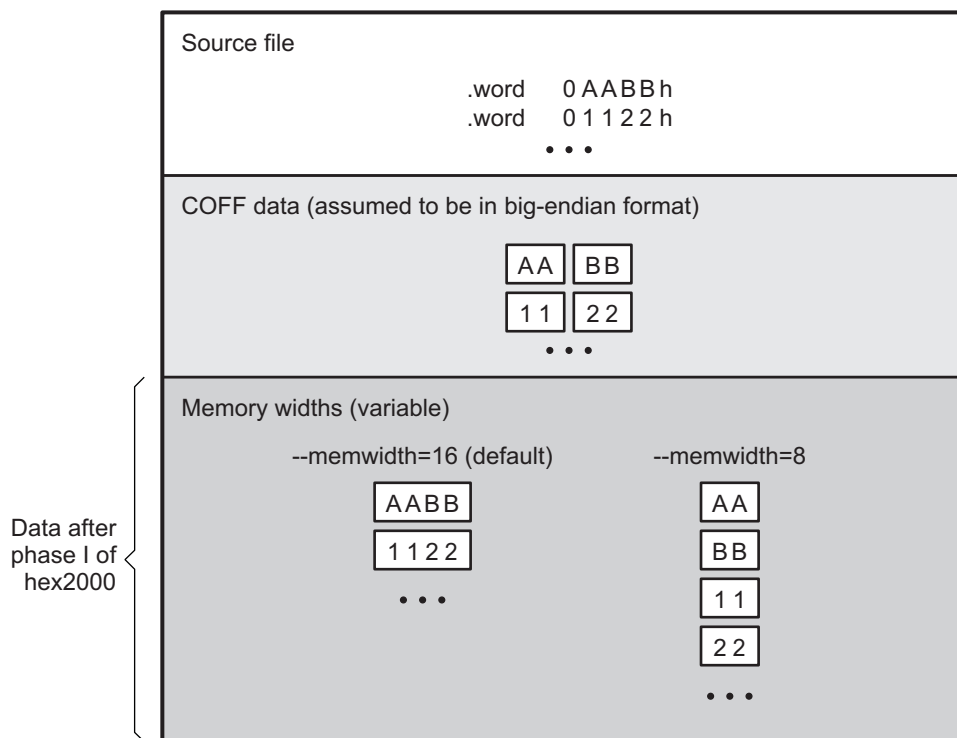 Source file
.word 0AABBh
.word 01122h
• • •
COFF data (assumed to be in big-endian format)
AA BB
11 22
• • •
Memory widths (variable)
--memwidth=16 (default) --memwidth=8
AABB AA
1122 BB
• • • 11
22
• • •
Data after
phase I of
hex2000